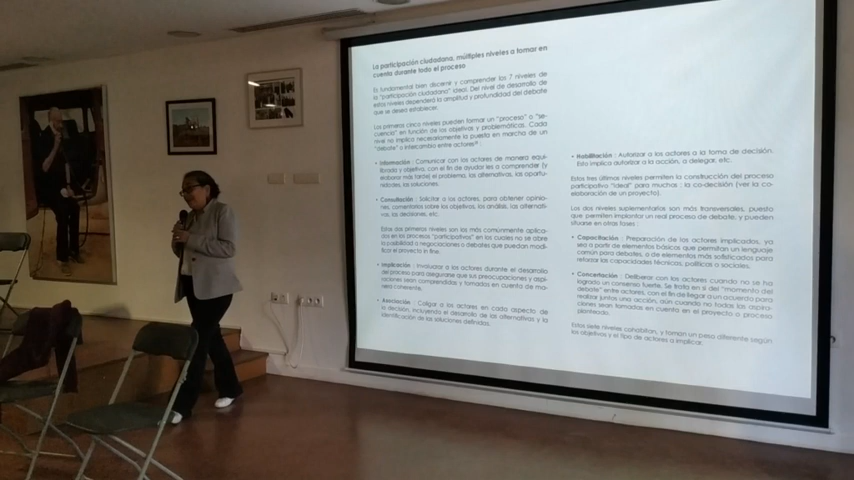 La participación ciudadana, múltiples niveles a tomar en
cuenta durante todo el proceso
Es fundamental bien discernir y comprender los 7 niveles de
la "participación ciudadana" ideal. Del nivel de desarrollo de
estos niveles dependerá la amplitud y profundidad del debate
que se desea establecer.
Los primeros cinco niveles pueden formar un "proceso" o "se-
cuencia" en función de los objetivos y problemáticas. Cada
nivel no implica necesariamente la puesta en marcha de un
"debate" o intercambio entre actores
• Información : Comunicar con los actores de manera equi-
librada y objetiva, con el fin de ayudarles a comprender (y
elaborar más tarde) el problema, las alternativas, las oportu-
nidades, las soluciones.
• Consultación : Solicitar a los actores, para obtener opinio-
nes, comentarios sobre los objetivos, los análisis, las alternati-
vas, las decisiones, etc.
Estos dos primeros niveles son los más comúnmente aplica-
dos en los procesos "participativos" en los cuales no se abre
la posibilidad a negociaciones o debates que puedan modi-
ficar el proyecto in fine.
• Implicación : Involucrar a los actores durante el desarrollo
del proceso para asegurarse que sus preocupaciones y aspi-
raciones sean comprendidas y tomadas en cuenta de ma-
nera coherente.
• Asociación : Coligar a los actores en cada aspecto de
la decisión, incluyendo el desarrollo de las alternativas y la
identificación de las soluciones definidas.
• Habilitación : Autorizar a los actores a la toma de decisión.
Esto implica autorizar a la acción, a delegar, etc.
Estos tres últimos niveles permiten la construcción del proceso
participativo "ideal" para muchos : la co-decisión (ver la co-
elaboración de un proyecto).
Los dos niveles suplementarios son más transversales, puesto
que permiten implantar un real proceso de debate, y pueden
situarse en otras fases :
• Capacitación : Preparación de los actores implicados, ya
sea a partir de elementos básicos que permitan un lenguaje
común para debatir, o de elementos más sofisticados para
reforzar las capacidades técnicas, políticas o sociales.
• Concertación : Deliberar con los actores cuando no se ha
logrado un consenso fuerte. Se trata en sí del "momento del
debate" entre actores, con el fin de llegar a un acuerdo para
realizar juntos una acción, aún cuando no todas las aspira-
ciones sean tomadas en cuenta en el proyecto o proceso
planteado.
Estos siete niveles cohabitan, y toman un peso diferente según
los objetivos y el tipo de actores a implicar.